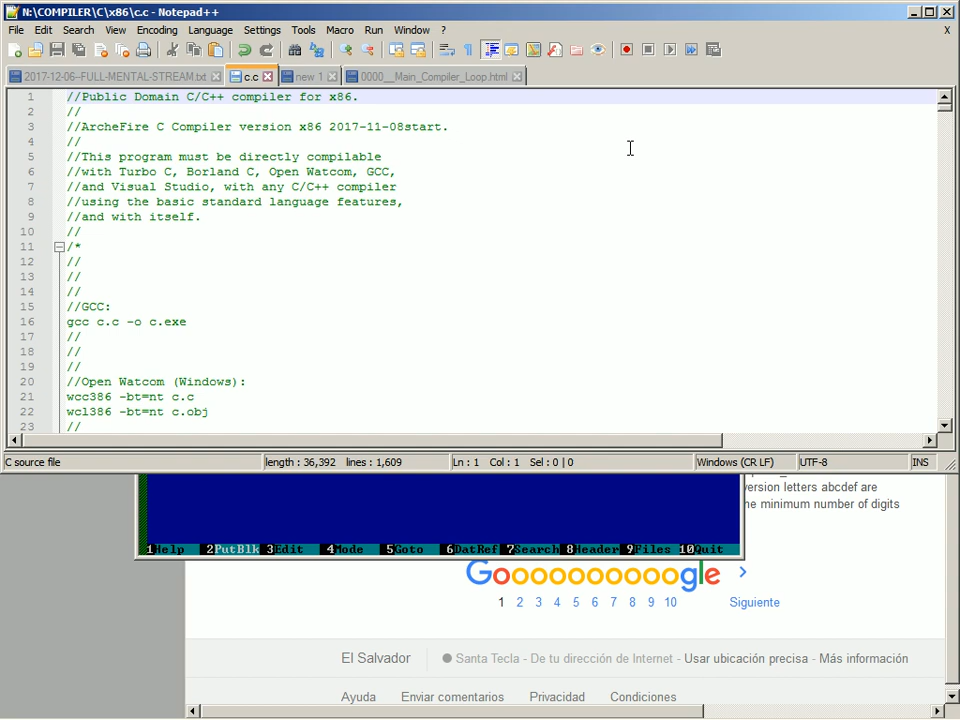 N:\COMPILER\C\x86\c.c - Notepad++
File Edit Search View Encoding Language Settings Tools Macro Run Window ? X
2017-12-06--FULL-MENTAL-STREAM.txt c.c new 1 0000__Main_Compiler_Loop.html
1 //Public Domain C/C++ compiler for x86.
2 //
3 //ArcheFire C Compiler version x86 2017-11-08start.
4 //
5 //This program must be directly compilable
6 //with Turbo C, Borland C, Open Watcom, GCC,
7 //and Visual Studio, with any C/C++ compiler
8 //using the basic standard language features,
9 //and with itself.
10 //
11 /*
12 //
13 //
14 //
15 //GCC:
16 gcc c.c -o c.exe
17 //
18 //
19 //
20 //Open Watcom (Windows):
21 wcc386 -bt=nt c.c
22 wcl386 -bt=nt c.obj
23 //
C source file length : 36,392 lines : 1,609 Ln : 1 Col : 1 Sel : 0 | 0 Windows (CR LF) UTF-8 INS
version letters abcdef are
he minimum number of digits
1Help 2PutBlk 3Edit 4Mode 5Goto 6DatRef 7Search 8Header 9Files 10Quit
Goooooooooogle >
1 2 3 4 5 6 7 8 9 10 Siguiente
El Salvador Santa Tecla - De tu dirección de Internet - Usar ubicación precisa - Más información
Ayuda Enviar comentarios Privacidad Condiciones